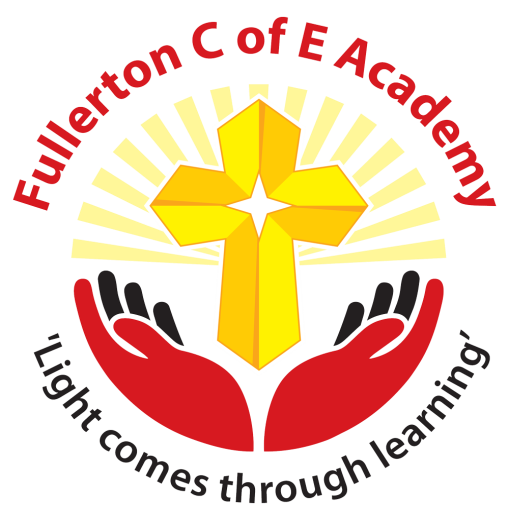 Fullerton C of E Academy
'Light comes through learning'